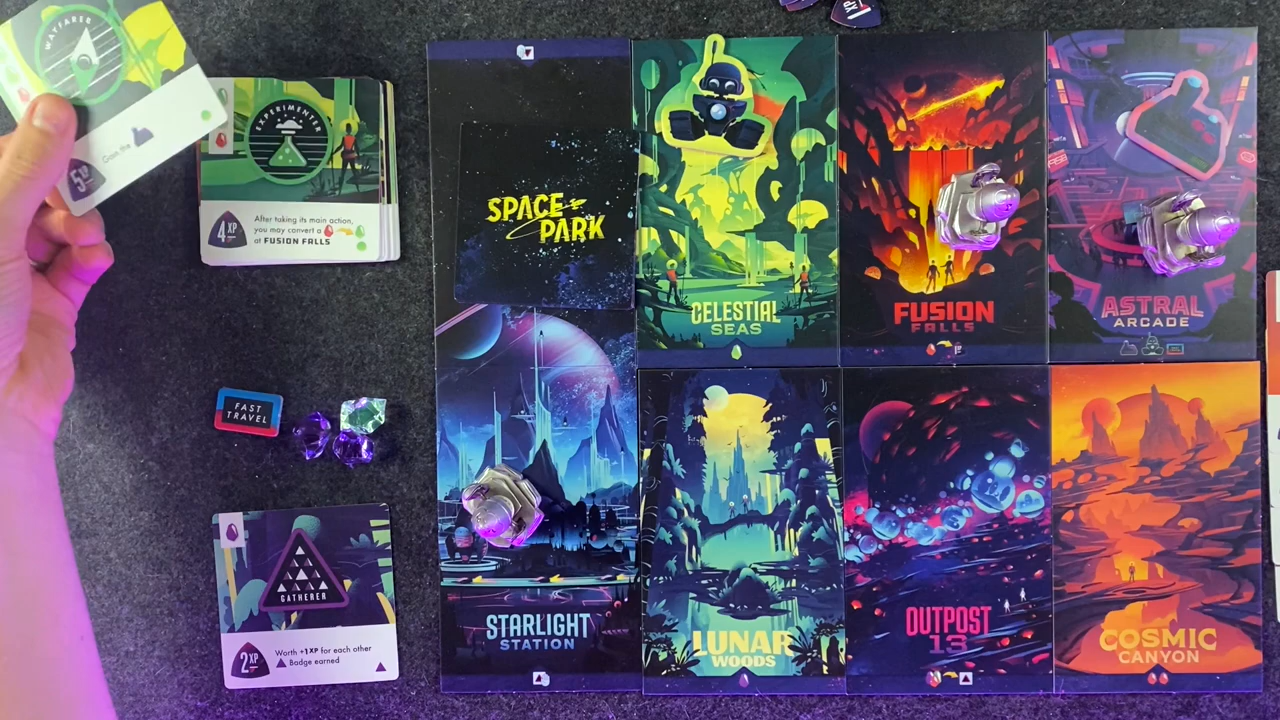 WAYFARER
5XP
Gain the
EXPERIMENTER
4XP
After taking its main action,
you may convert a
at FUSION FALLS
FAST
TRAVEL
GATHERER
2XP
Worth +1XP for each other
Badge earned
SPACE
PARK
CELESTIAL
SEAS
FUSION
FALLS
ASTRAL
ARCADE
STARLIGHT
STATION
LUNAR
WOODS
OUTPOST
13
COSMIC
CANYON